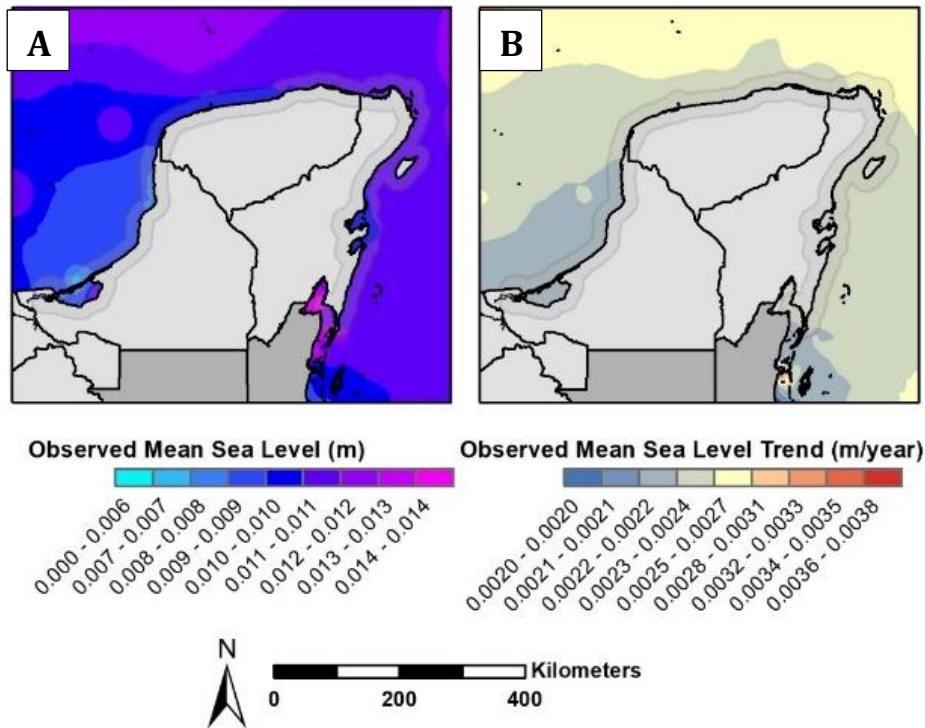 A
B
Observed Mean Sea Level (m)
0.000 - 0.006
0.007 - 0.007
0.008 - 0.008
0.009 - 0.009
0.010 - 0.010
0.011 - 0.011
0.012 - 0.012
0.013 - 0.013
0.014 - 0.014
Observed Mean Sea Level Trend (m/year)
0.0020 - 0.0020
0.0021 - 0.0021
0.0022 - 0.0022
0.0023 - 0.0024
0.0025 - 0.0027
0.0028 - 0.0031
0.0032 - 0.0033
0.0034 - 0.0035
0.0036 - 0.0038
N
Kilometers
0 200 400